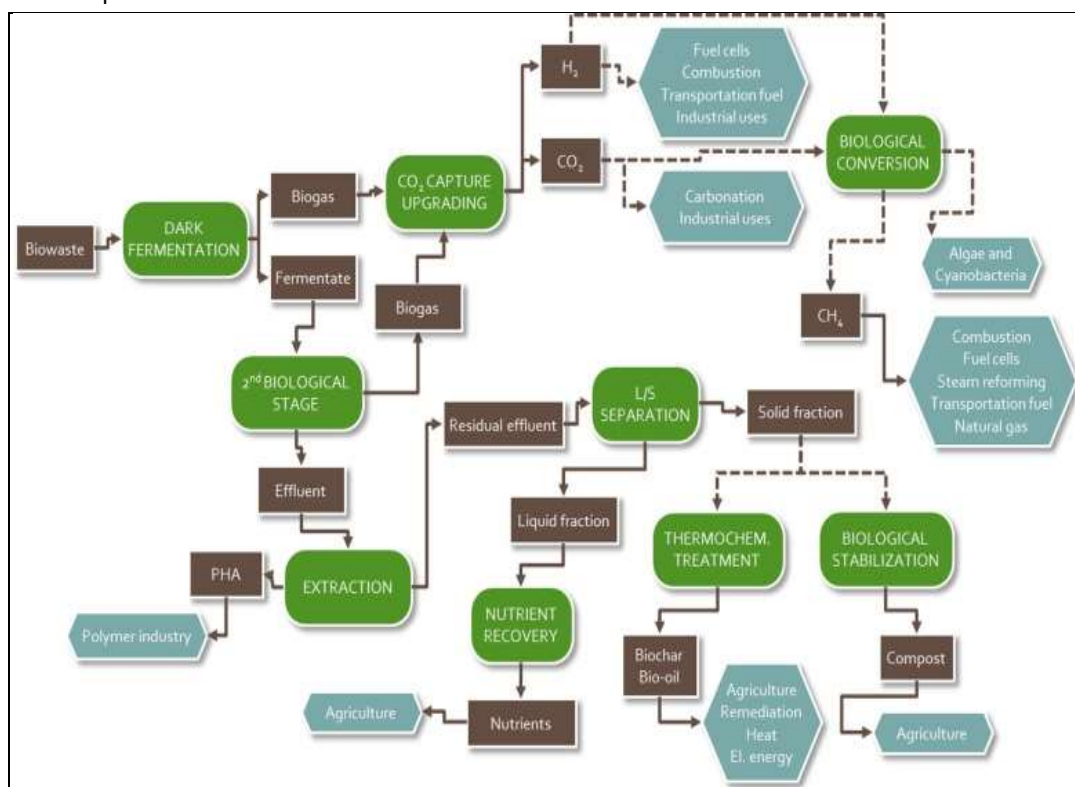 H₂
Fuel cells
Combustion
Transportation fuel
Industrial uses
CO₂
Carbonation
Industrial uses
BIOLOGICAL
CONVERSION
Algae and
Cyanobacteria
CH₄
Combustion
Fuel cells
Steam reforming
Transportation fuel
Natural gas
Biowaste
DARK
FERMENTATION
Biogas
Fermentate
CO₂ CAPTURE
UPGRADING
Biogas
2ⁿᵈ BIOLOGICAL
STAGE
Effluent
EXTRACTION
PHA
Polymer industry
Residual effluent
L/S
SEPARATION
Solid fraction
Liquid fraction
NUTRIENT
RECOVERY
Nutrients
Agriculture
THERMOCHEM.
TREATMENT
Biochar
Bio-oil
Agriculture
Remediation
Heat
El. energy
BIOLOGICAL
STABILIZATION
Compost
Agriculture